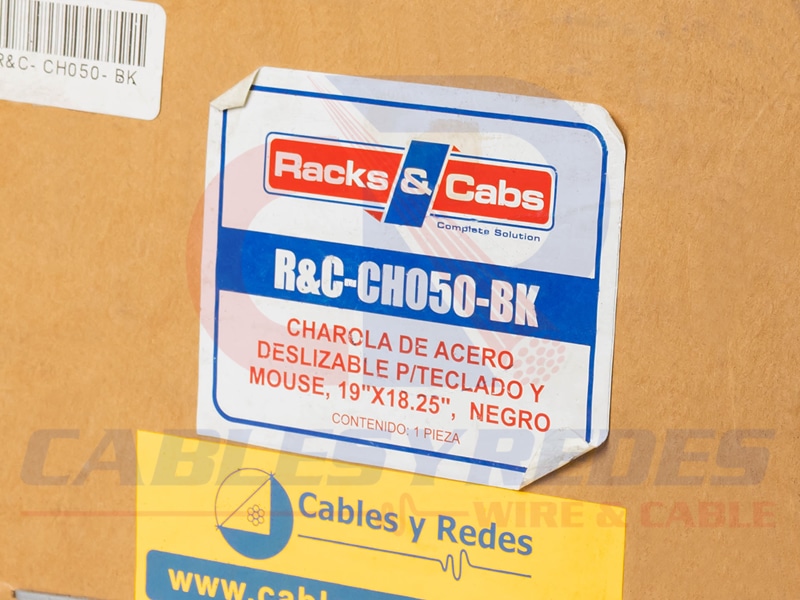 R&C- CH050- BK
Racks & Cabs
Complete Solution
R&C-CH050-BK
CHAROLA DE ACERO
DESLIZABLE P/TECLADO Y
MOUSE, 19"X18.25", NEGRO
CONTENIDO: 1 PIEZA
CABLES Y REDES
WIRE & CABLE
Cables y Redes